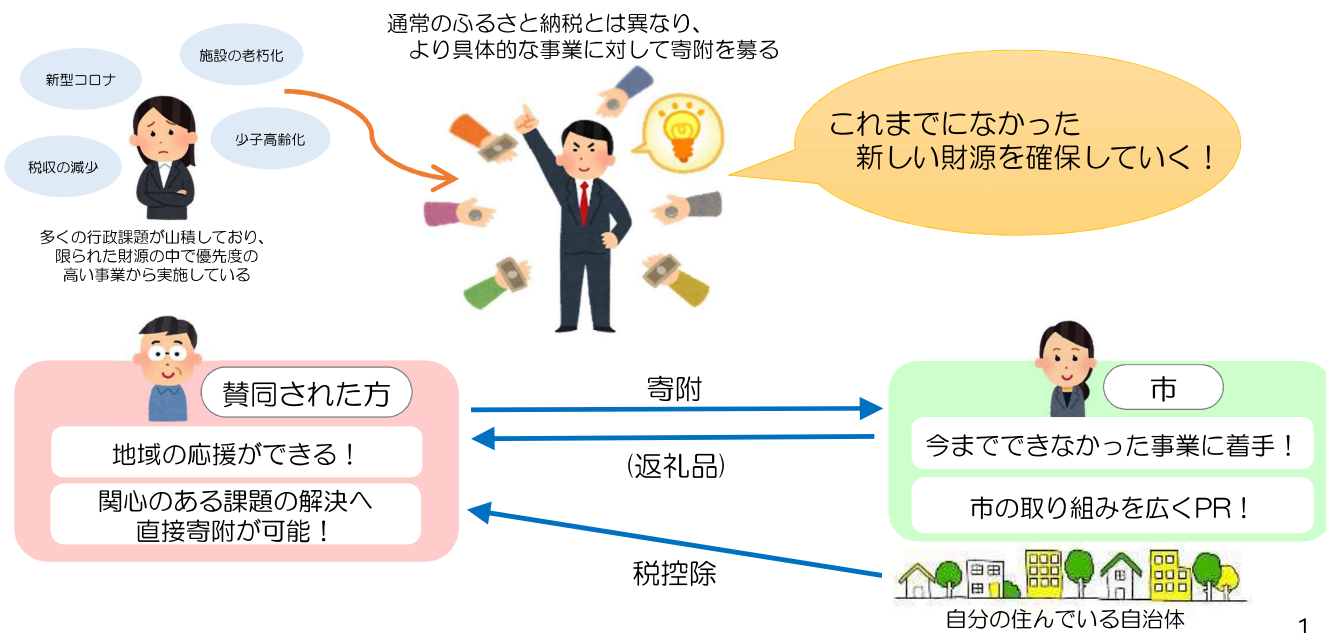 通常のふるさと納税とは異なり、
より具体的な事業に対して寄附を募る
施設の老朽化
新型コロナ
少子高齢化
税収の減少
これまでになかった
新しい財源を確保していく！
多くの行政課題が山積しており、
限られた財源の中で優先度の
高い事業から実施している
賛同された方
地域の応援ができる！
関心のある課題の解決へ
直接寄附が可能！
寄附
(返礼品)
税控除
市
今までできなかった事業に着手！
市の取り組みを広くPR！
自分の住んでいる自治体
1